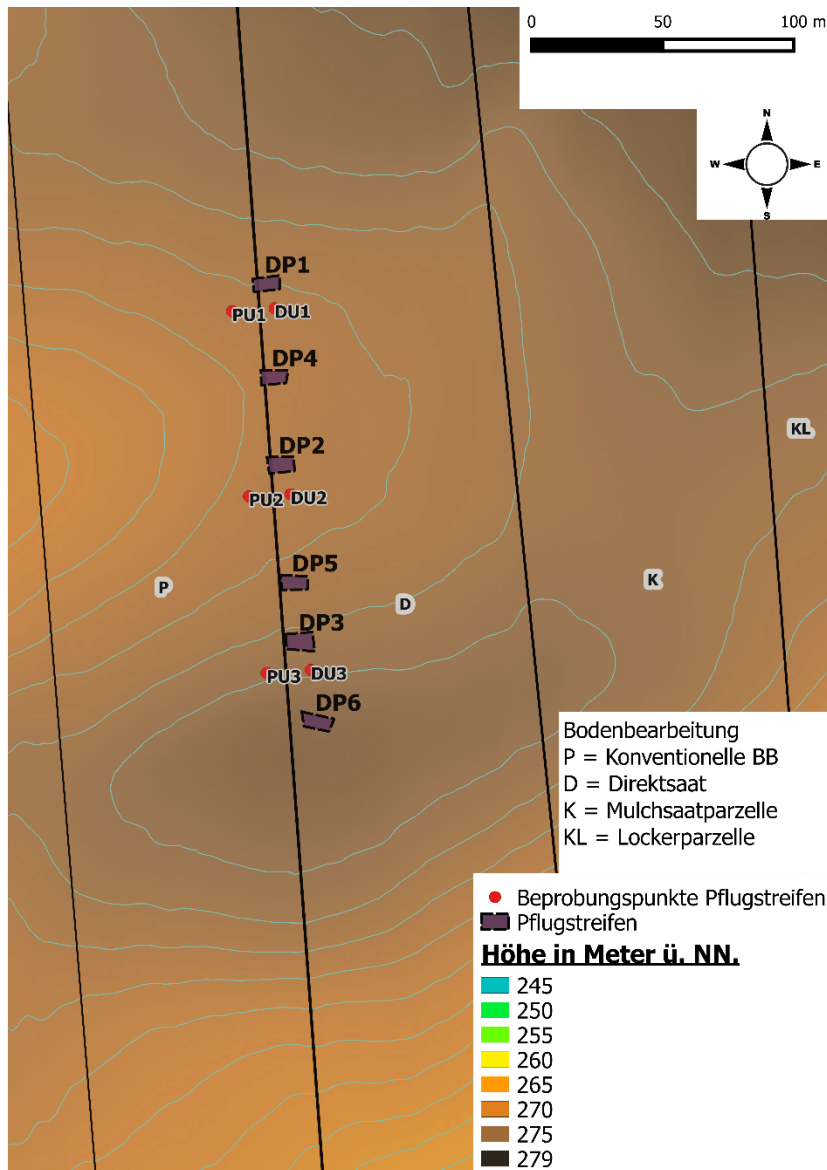 0 50 100 m
N
W E
S
DP1
PU1 DU1
DP4
KL
DP2
PU2 DU2
DP5
P
D
K
DP3
PU3 DU3
DP6
Bodenbearbeitung
P = Konventionelle BB
D = Direktsaat
K = Mulchsaatparzelle
KL = Lockerparzelle
Beprobungspunkte Pflugstreifen
Pflugstreifen
Höhe in Meter ü. NN.
245
250
255
260
265
270
275
279